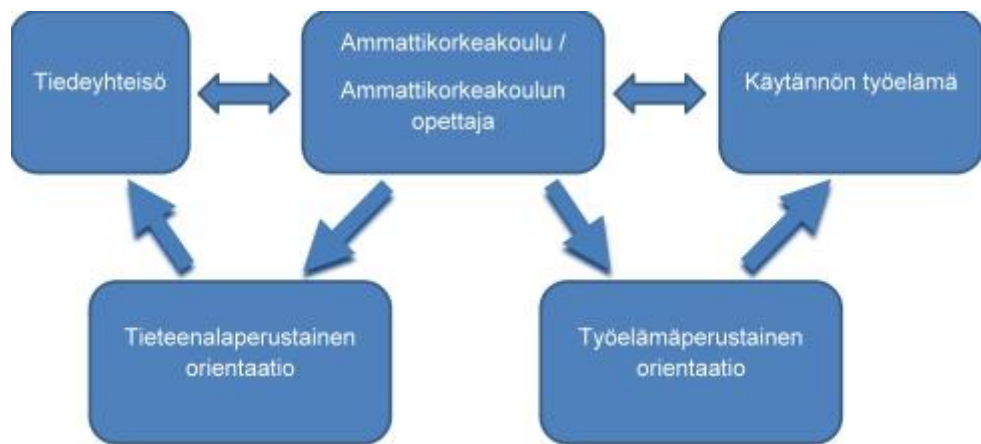 Tiedeyhteisö
Ammattikorkeakoulu /
Ammattikorkeakoulun
opettaja
Käytännön työelämä
Tieteenalaperustainen
orientaatio
Työelämäperustainen
orientaatio